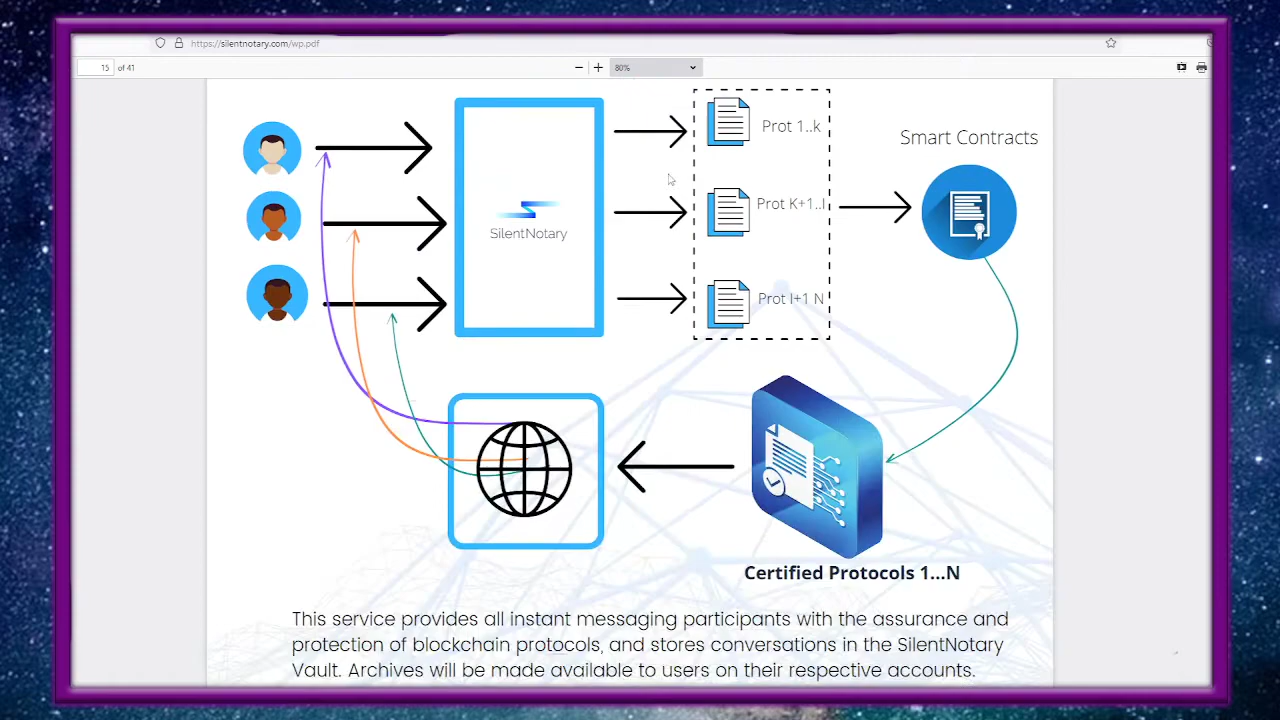 https://silentnotary.com/wp.pdf
15 of 41
80%
Prot 1..k
Smart Contracts
Prot K+1..l
SilentNotary
Prot l+1 N
Certified Protocols 1...N
This service provides all instant messaging participants with the assurance and
protection of blockchain protocols, and stores conversations in the SilentNotary
Vault. Archives will be made available to users on their respective accounts.